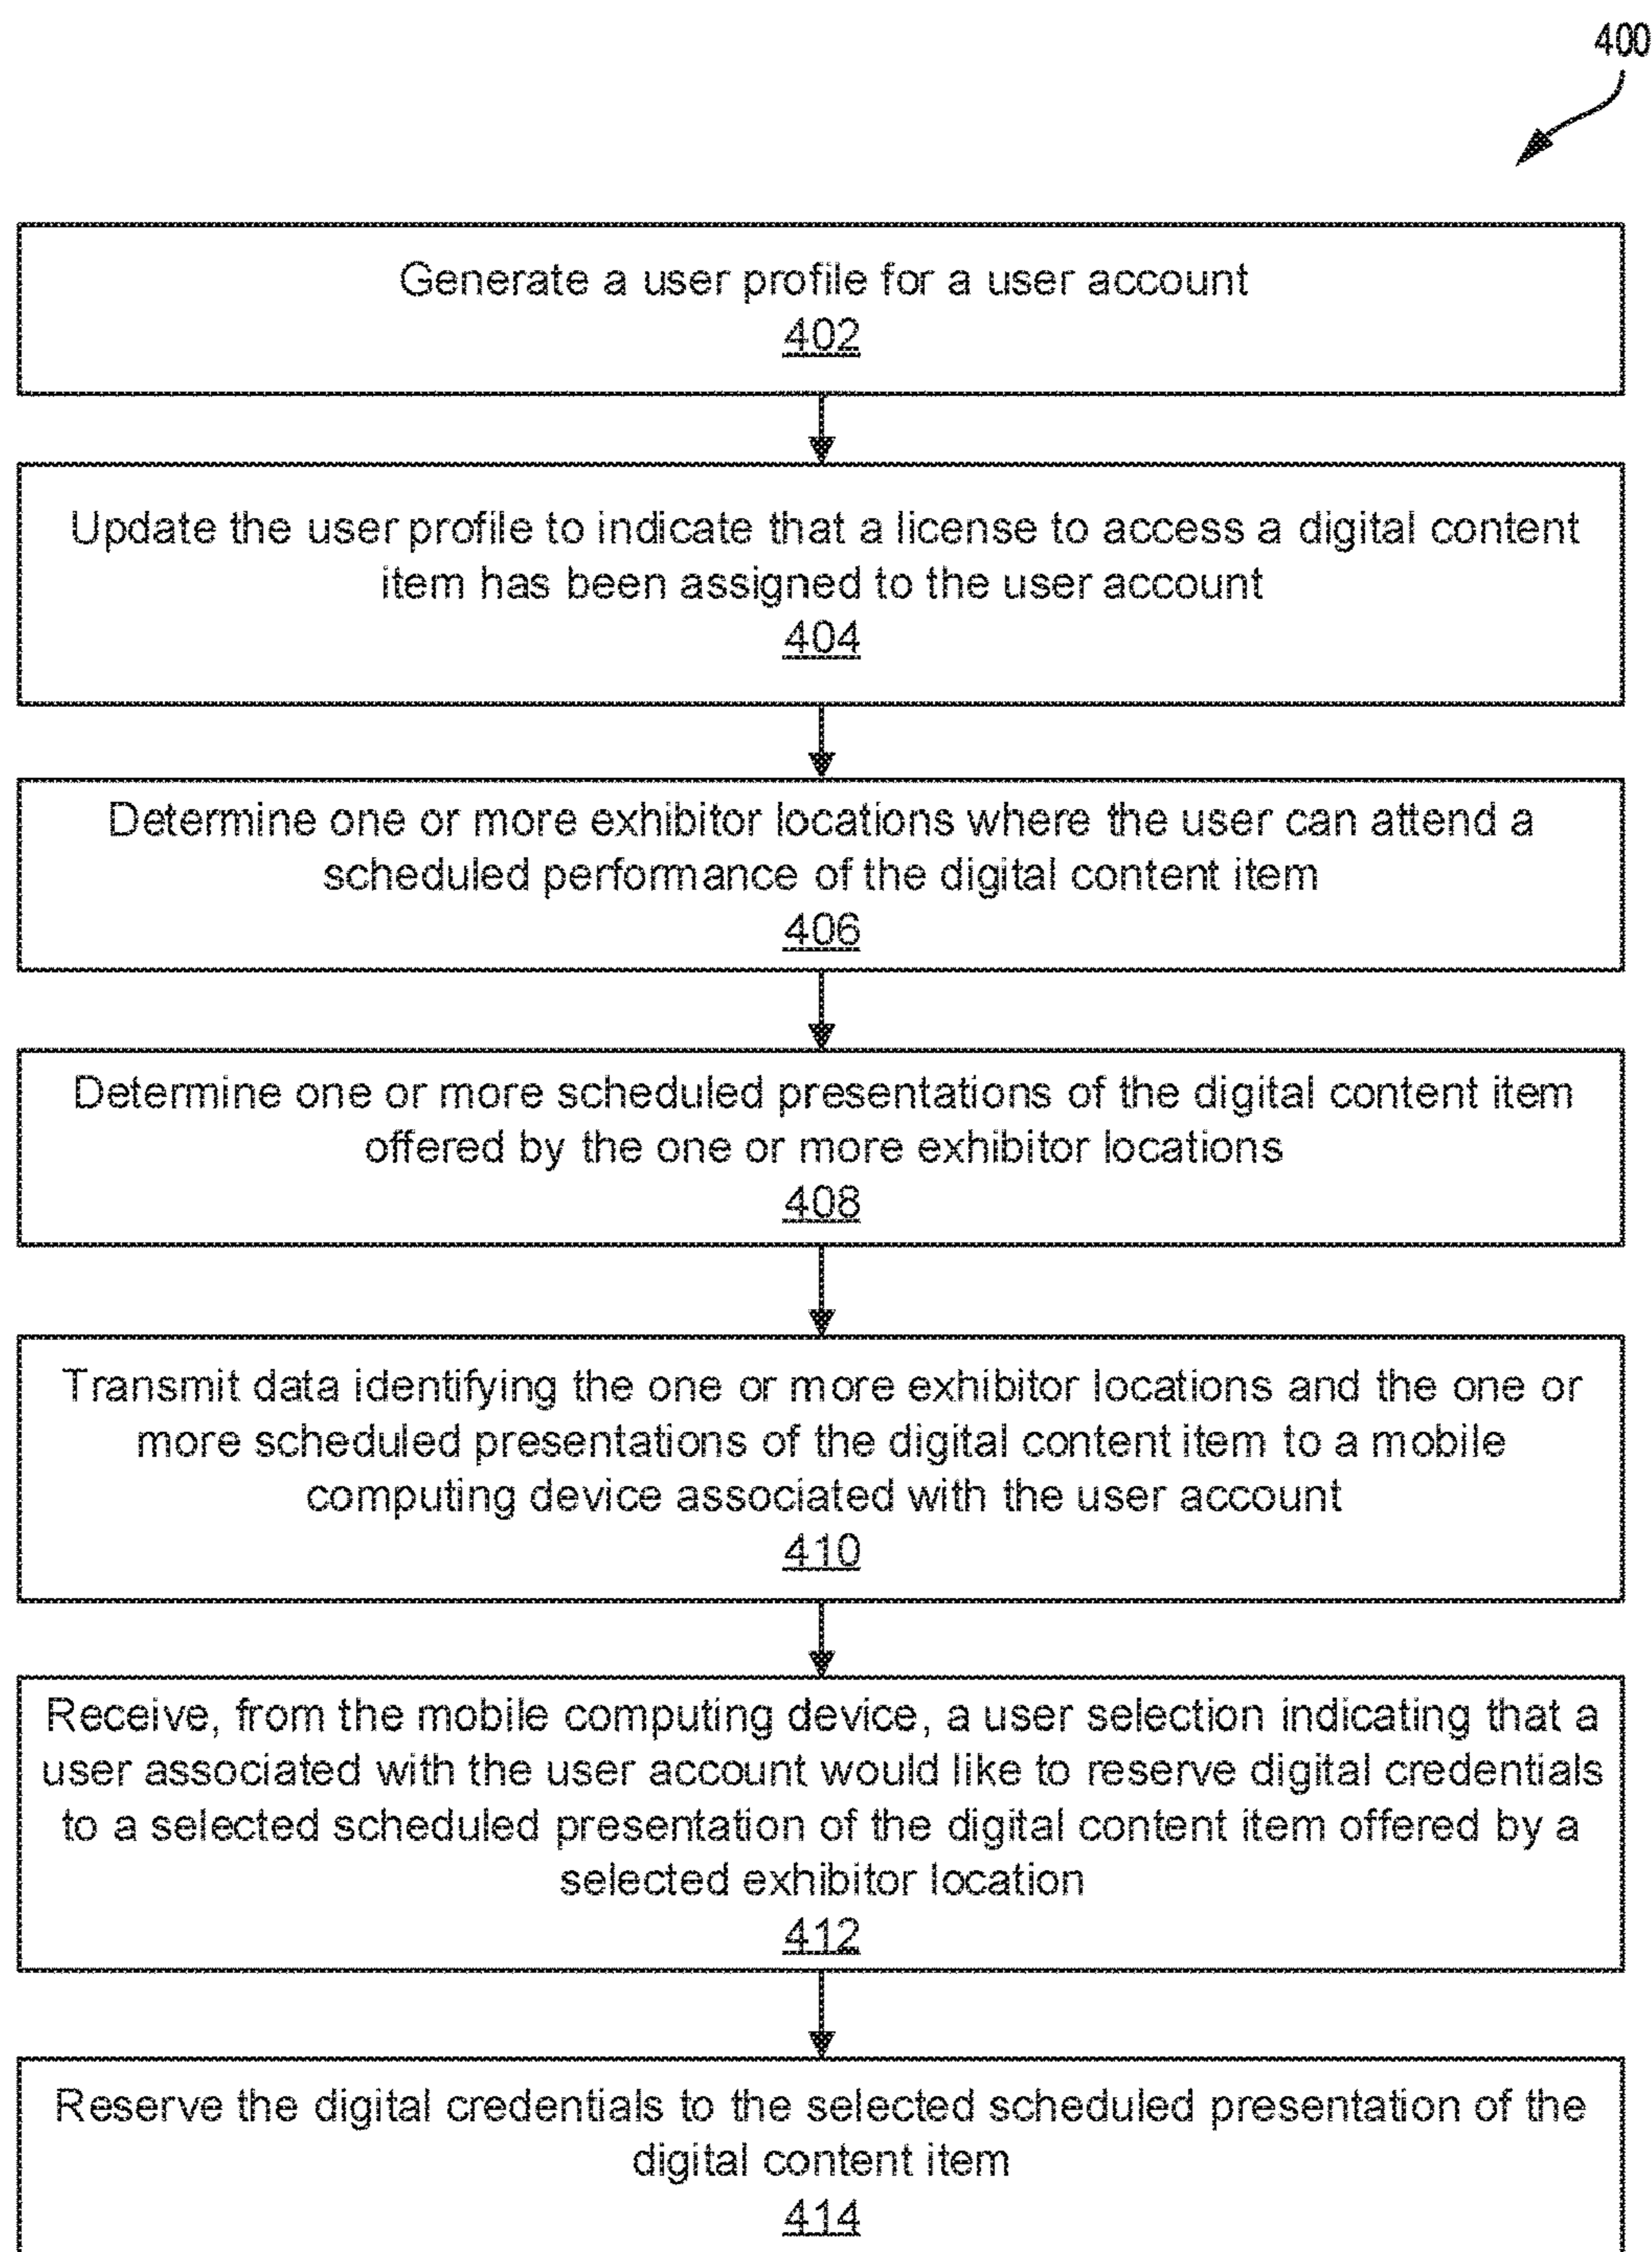 400
Generate a user profile for a user account
402
Update the user profile to indicate that a license to access a digital content
item has been assigned to the user account
404
Determine one or more exhibitor locations where the user can attend a
scheduled performance of the digital content item
406
Determine one or more scheduled presentations of the digital content item
offered by the one or more exhibitor locations
408
Transmit data identifying the one or more exhibitor locations and the one or
more scheduled presentations of the digital content item to a mobile
computing device associated with the user account
410
Receive, from the mobile computing device, a user selection indicating that a
user associated with the user account would like to reserve digital credentials
to a selected scheduled presentation of the digital content item offered by a
selected exhibitor location
412
Reserve the digital credentials to the selected scheduled presentation of the
digital content item
414